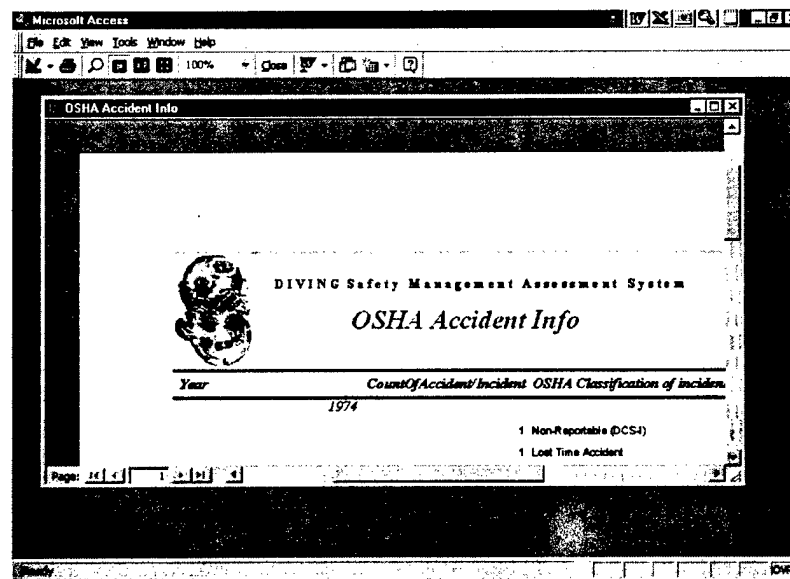 Microsoft Access
File Edit View Tools Window Help
100% Close
OSHA Accident Info
DIVING Safety Management Assessment System
OSHA Accident Info
Year CountOfAccident/Incident OSHA Classification of inciden
1974
1 Non-Reportable (DCS-I)
1 Lost Time Accident
Page: 1
Ready